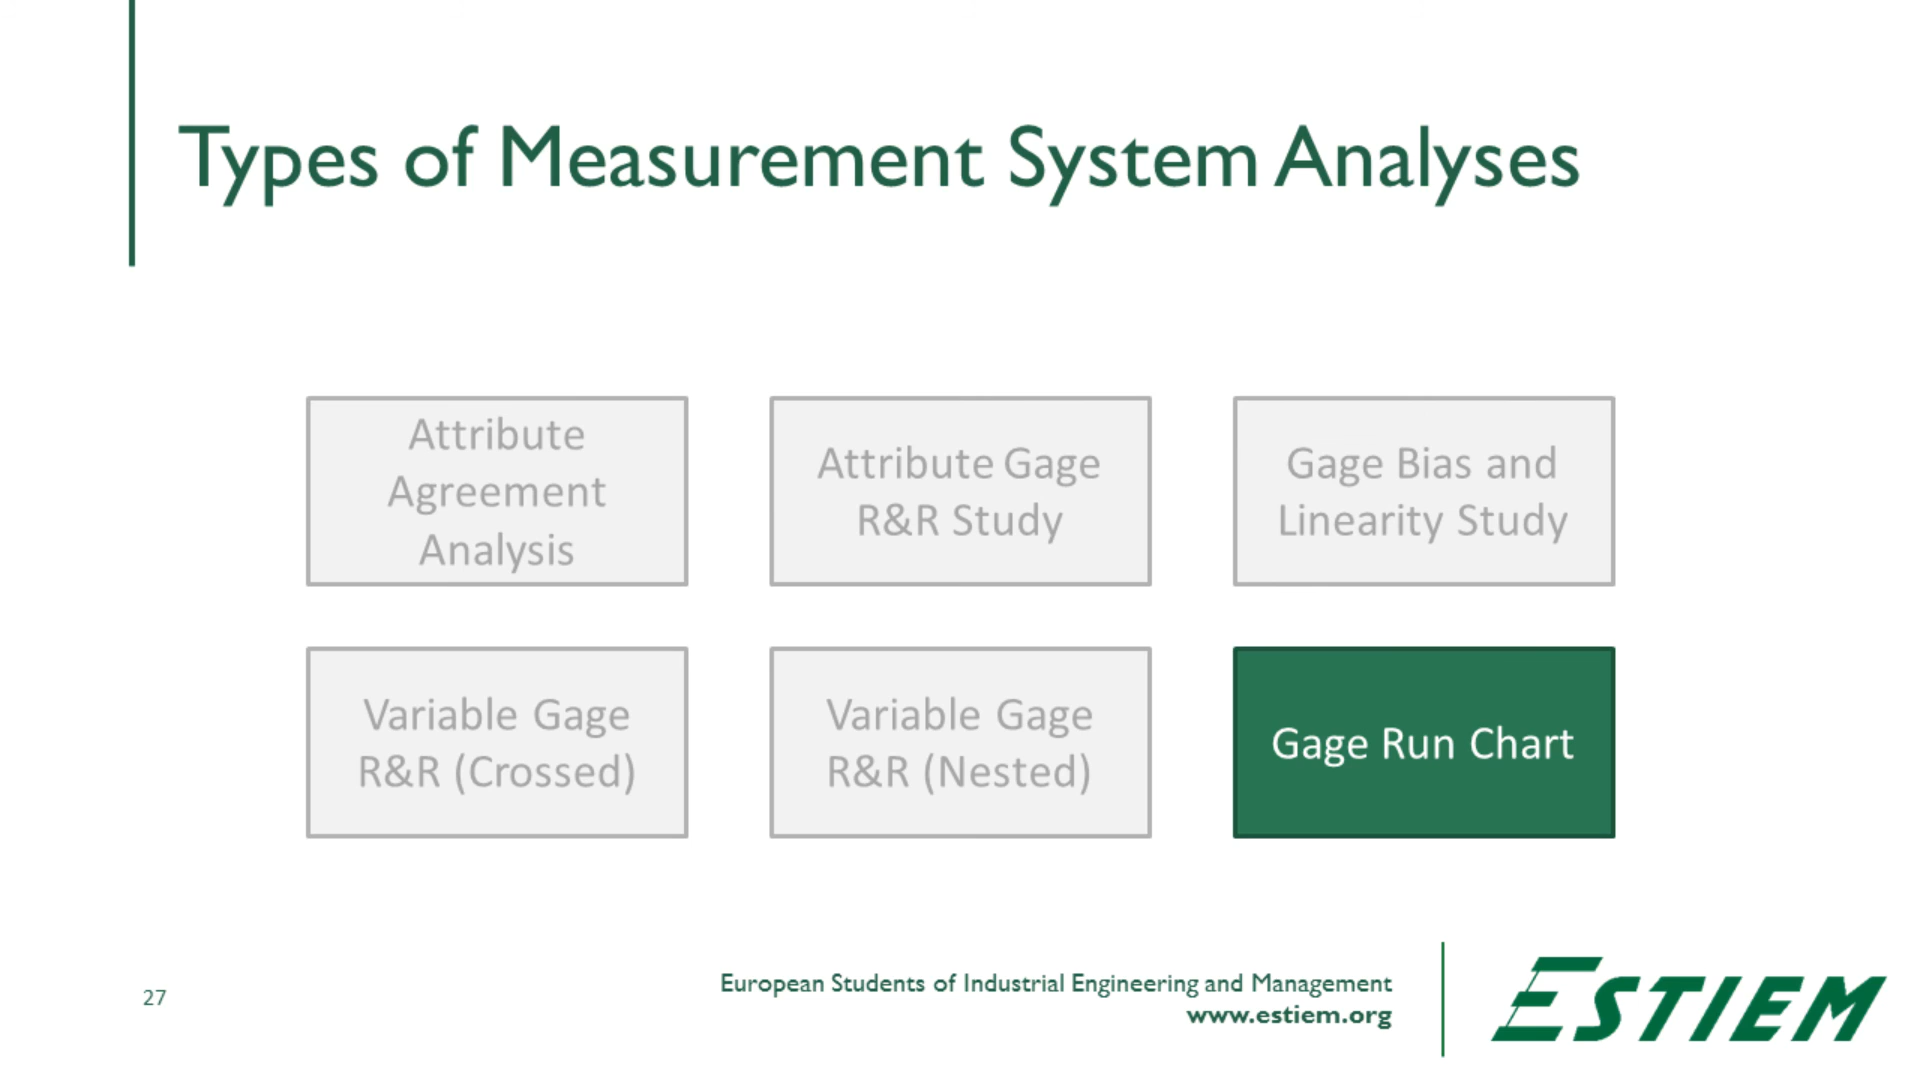 Types of Measurement System Analyses
Attribute
Agreement
Analysis
Attribute Gage
R&R Study
Gage Bias and
Linearity Study
Variable Gage
R&R (Crossed)
Variable Gage
R&R (Nested)
Gage Run Chart
27
European Students of Industrial Engineering and Management
www.estiem.org
ESTIEM